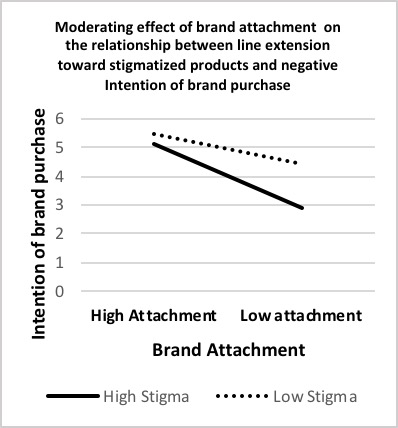 Moderating effect of brand attachment on
the relationship between line extension
toward stigmatized products and negative
Intention of brand purchase
Intention of brand purchase
6
5
4
3
2
1
0
High Attachment Low attachment
Brand Attachment
High Stigma Low Stigma